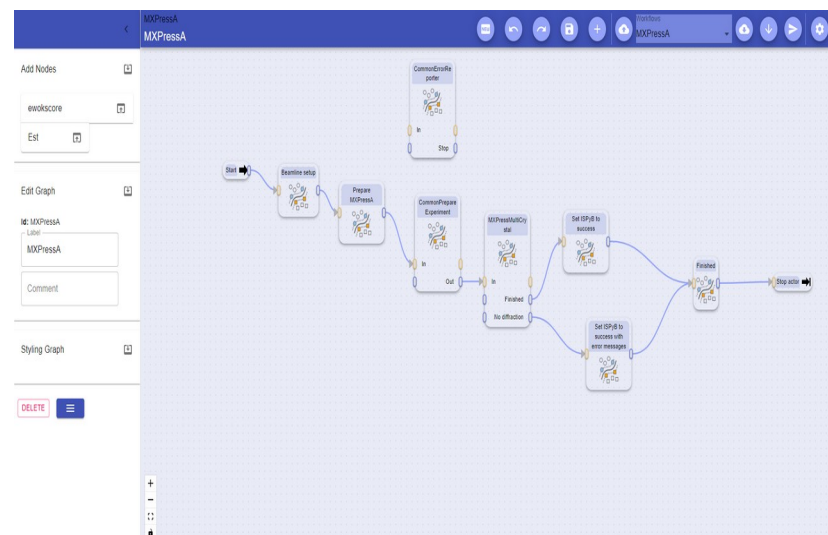 MXPressA
MXPressA
Workflows
MXPressA
Add Nodes
ewokscore
Est
Edit Graph
Id: MXPressA
Label
MXPressA
Comment
Styling Graph
DELETE
CommonErrorRe
porter
In
Stop
Start
Beamline setup
Prepare
MXPressA
CommonPrepare
Experiment
In
Out
MXPressMultiCry
stal
In
Finished
No diffraction
Set ISPyB to
success
Set ISPyB to
success with
error messages
Finished
Stop actor